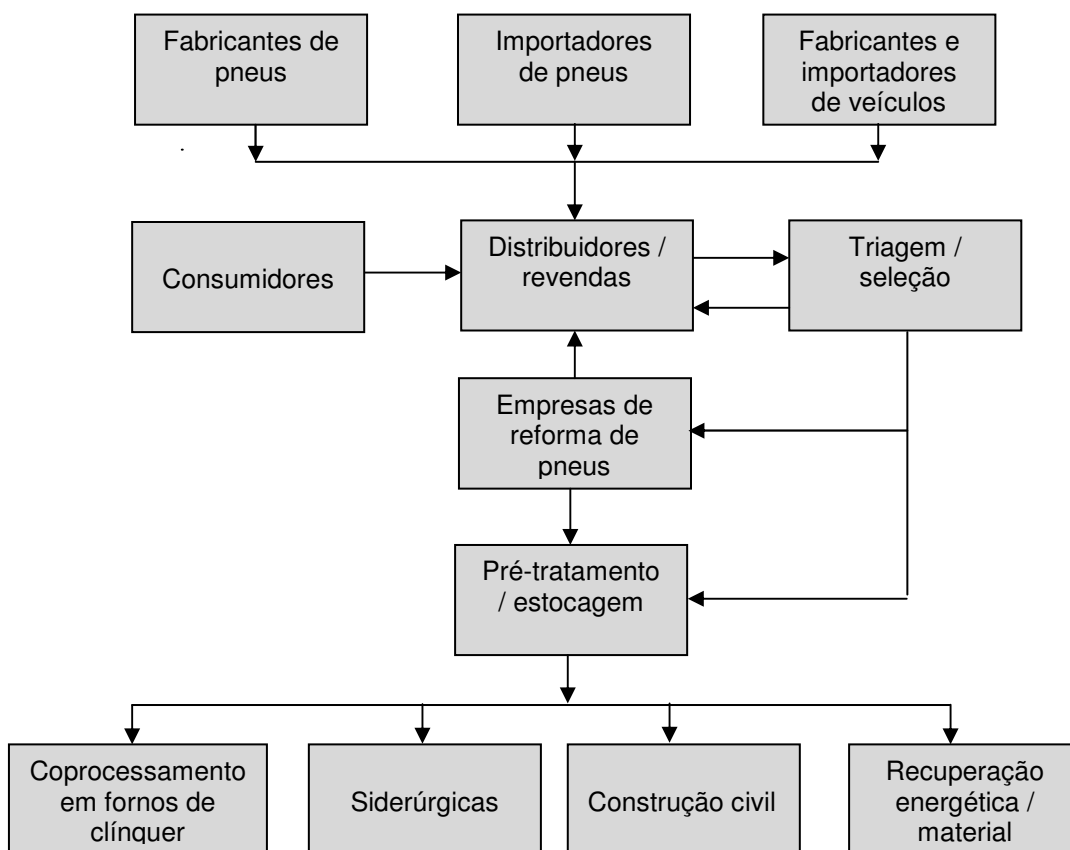 Fabricantes de
pneus
Importadores
de pneus
Fabricantes e
importadores
de veículos
Consumidores
Distribuidores /
revendas
Triagem /
seleção
Empresas de
reforma de
pneus
Pré-tratamento
/ estocagem
Coprocessamento
em fornos de
clínquer
Siderúrgicas
Construção civil
Recuperação
energética /
material